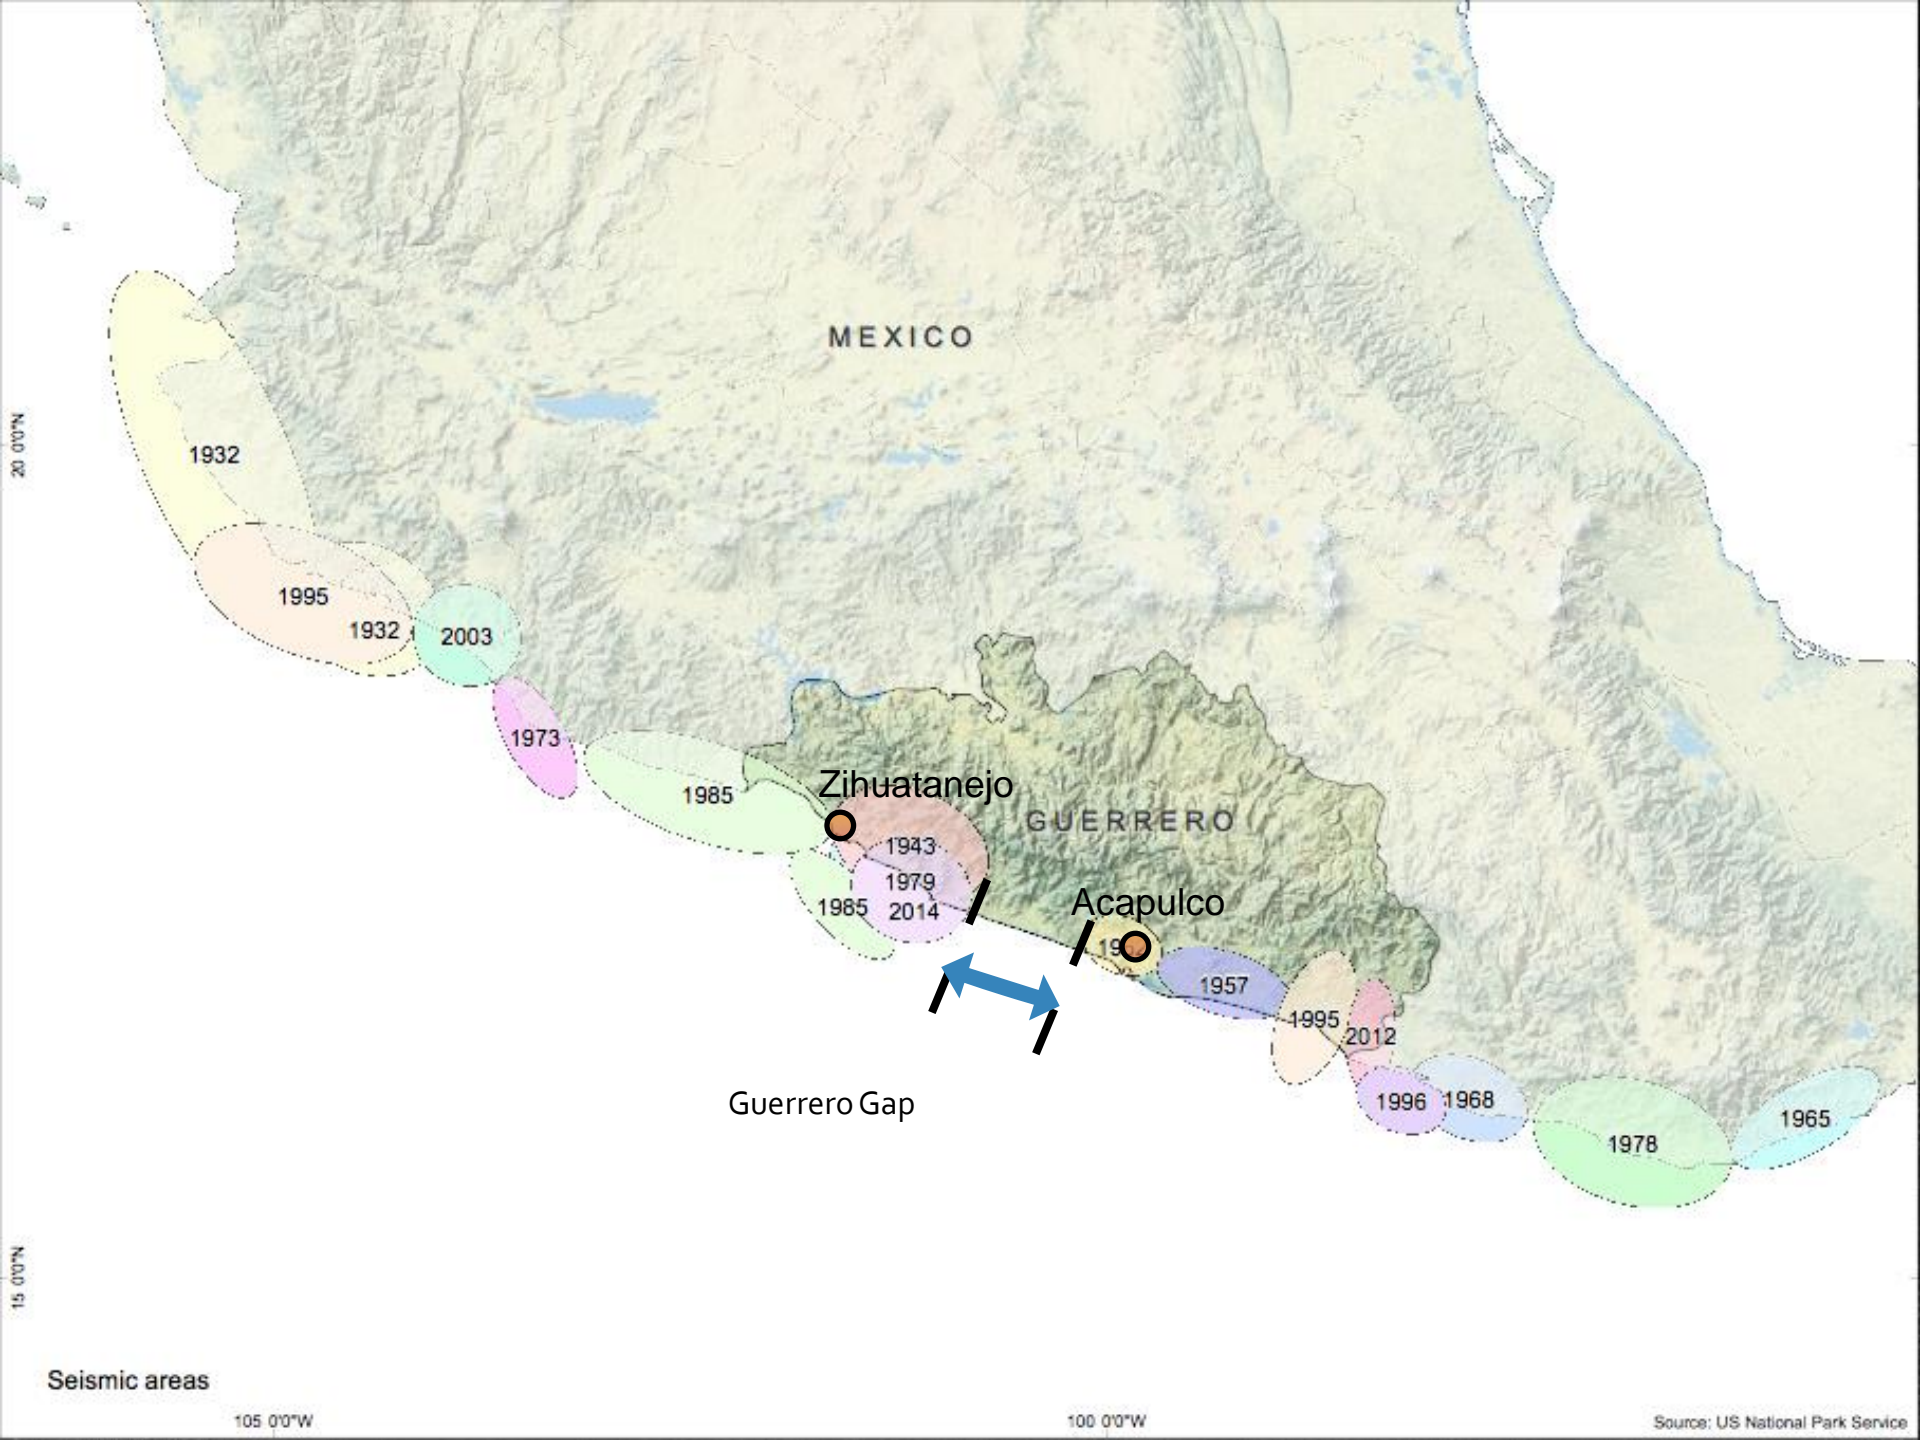 MEXICO
20 0'0"N
1932
1995
1932
2003
1973
1985
Zihuatanejo
GUERRERO
1943
1979
2014
1985
Acapulco
1957
1995
2012
1996
1968
1978
1965
Guerrero Gap
15 0'0"N
Seismic areas
105 0'0"W
100 0'0"W
Source: US National Park Service